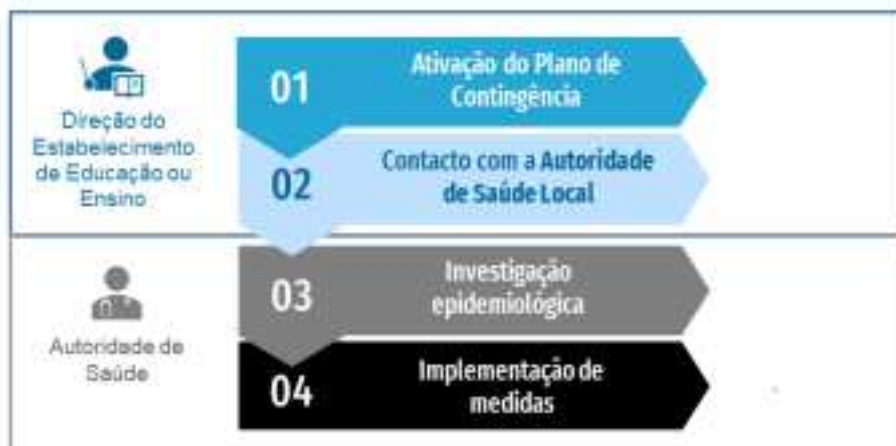 Direção do
Estabelecimento
de Educação ou
Ensino
01
Ativação do Plano de
Contingência
02
Contacto com a Autoridade
de Saúde Local
Autoridade de
Saúde
03
Investigação
epidemiológica
04
Implementação de
medidas